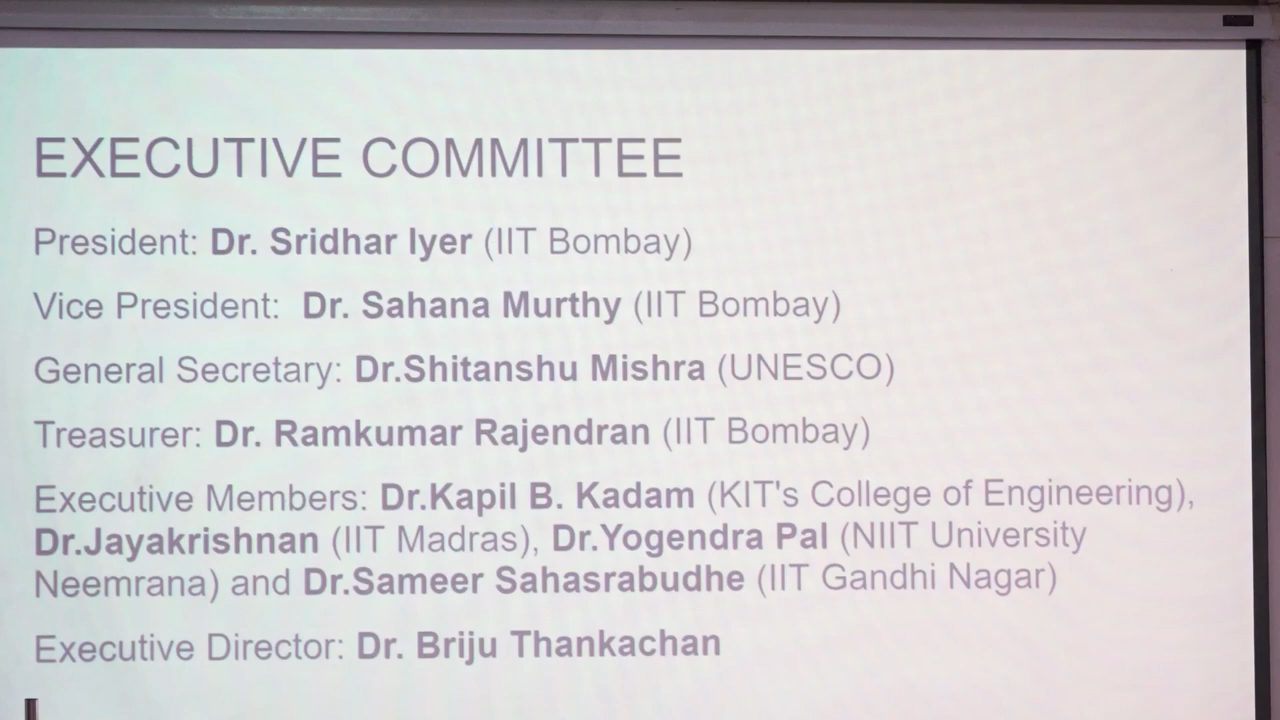 EXECUTIVE COMMITTEE
President: Dr. Sridhar Iyer (IIT Bombay)
Vice President: Dr. Sahana Murthy (IIT Bombay)
General Secretary: Dr.Shitanshu Mishra (UNESCO)
Treasurer: Dr. Ramkumar Rajendran (IIT Bombay)
Executive Members: Dr.Kapil B. Kadam (KIT's College of Engineering),
Dr.Jayakrishnan (IIT Madras), Dr.Yogendra Pal (NIIT University
Neemrana) and Dr.Sameer Sahasrabudhe (IIT Gandhi Nagar)
Executive Director: Dr. Briju Thankachan